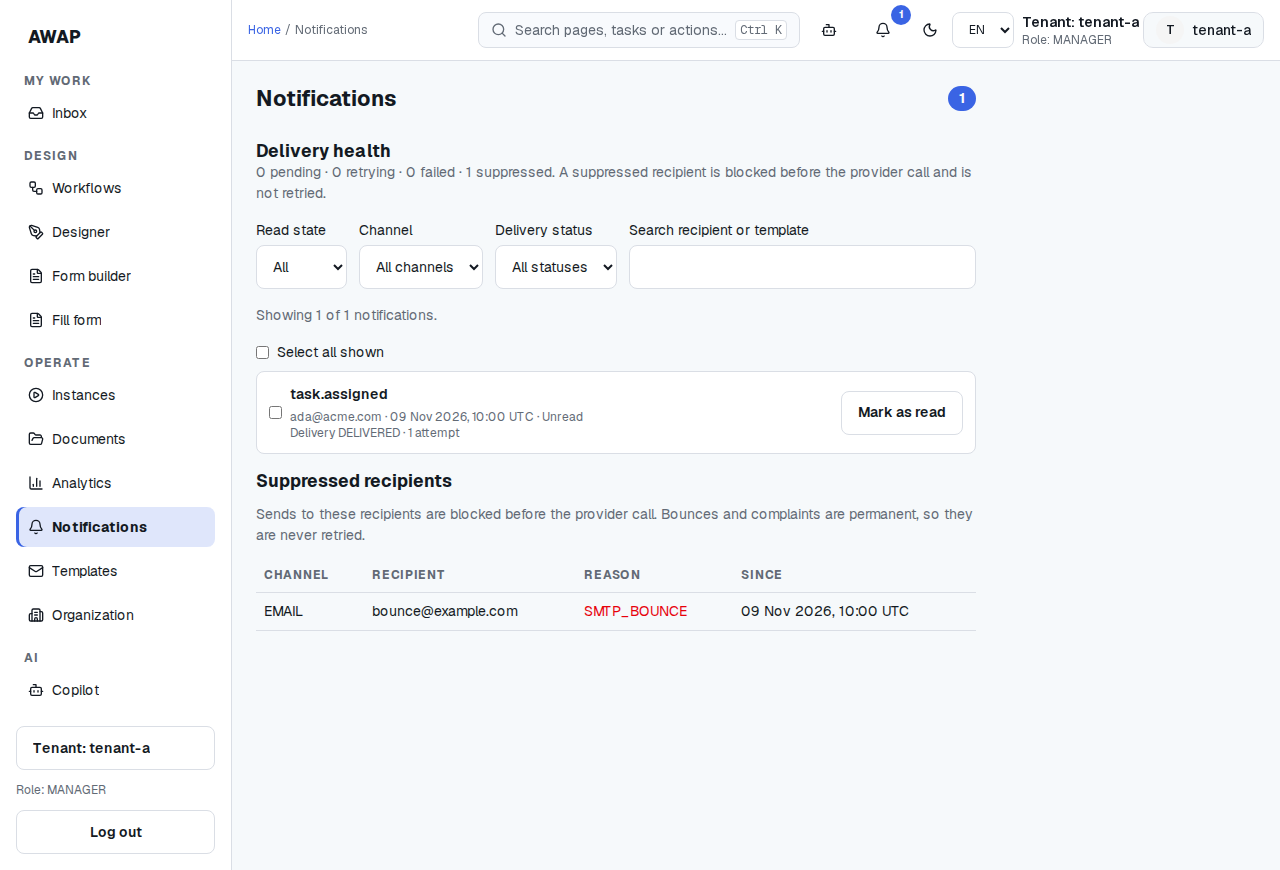 AWAP
MY WORK
Inbox
DESIGN
Workflows
Designer
Form builder
Fill form
OPERATE
Instances
Documents
Analytics
Notifications
Templates
Organization
AI
Copilot
Tenant: tenant-a
Role: MANAGER
Log out
Home / Notifications
Search pages, tasks or actions... Ctrl K
1
EN
Tenant: tenant-a
Role: MANAGER
T tenant-a
Notifications
1
Delivery health
0 pending · 0 retrying · 0 failed · 1 suppressed. A suppressed recipient is blocked before the provider call and is
not retried.
Read state Channel Delivery status Search recipient or template
All All channels All statuses
Showing 1 of 1 notifications.
Select all shown
task.assigned
ada@acme.com · 09 Nov 2026, 10:00 UTC · Unread
Delivery DELIVERED · 1 attempt
Mark as read
Suppressed recipients
Sends to these recipients are blocked before the provider call. Bounces and complaints are permanent, so they
are never retried.
CHANNEL RECIPIENT REASON SINCE
EMAIL bounce@example.com SMTP_BOUNCE 09 Nov 2026, 10:00 UTC